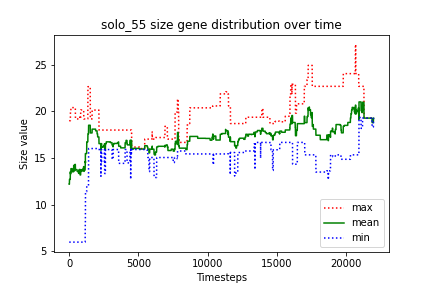 solo_55 size gene distribution over time
Size value
25
20
15
10
5
0
5000
10000
15000
20000
Timesteps
max
mean
min